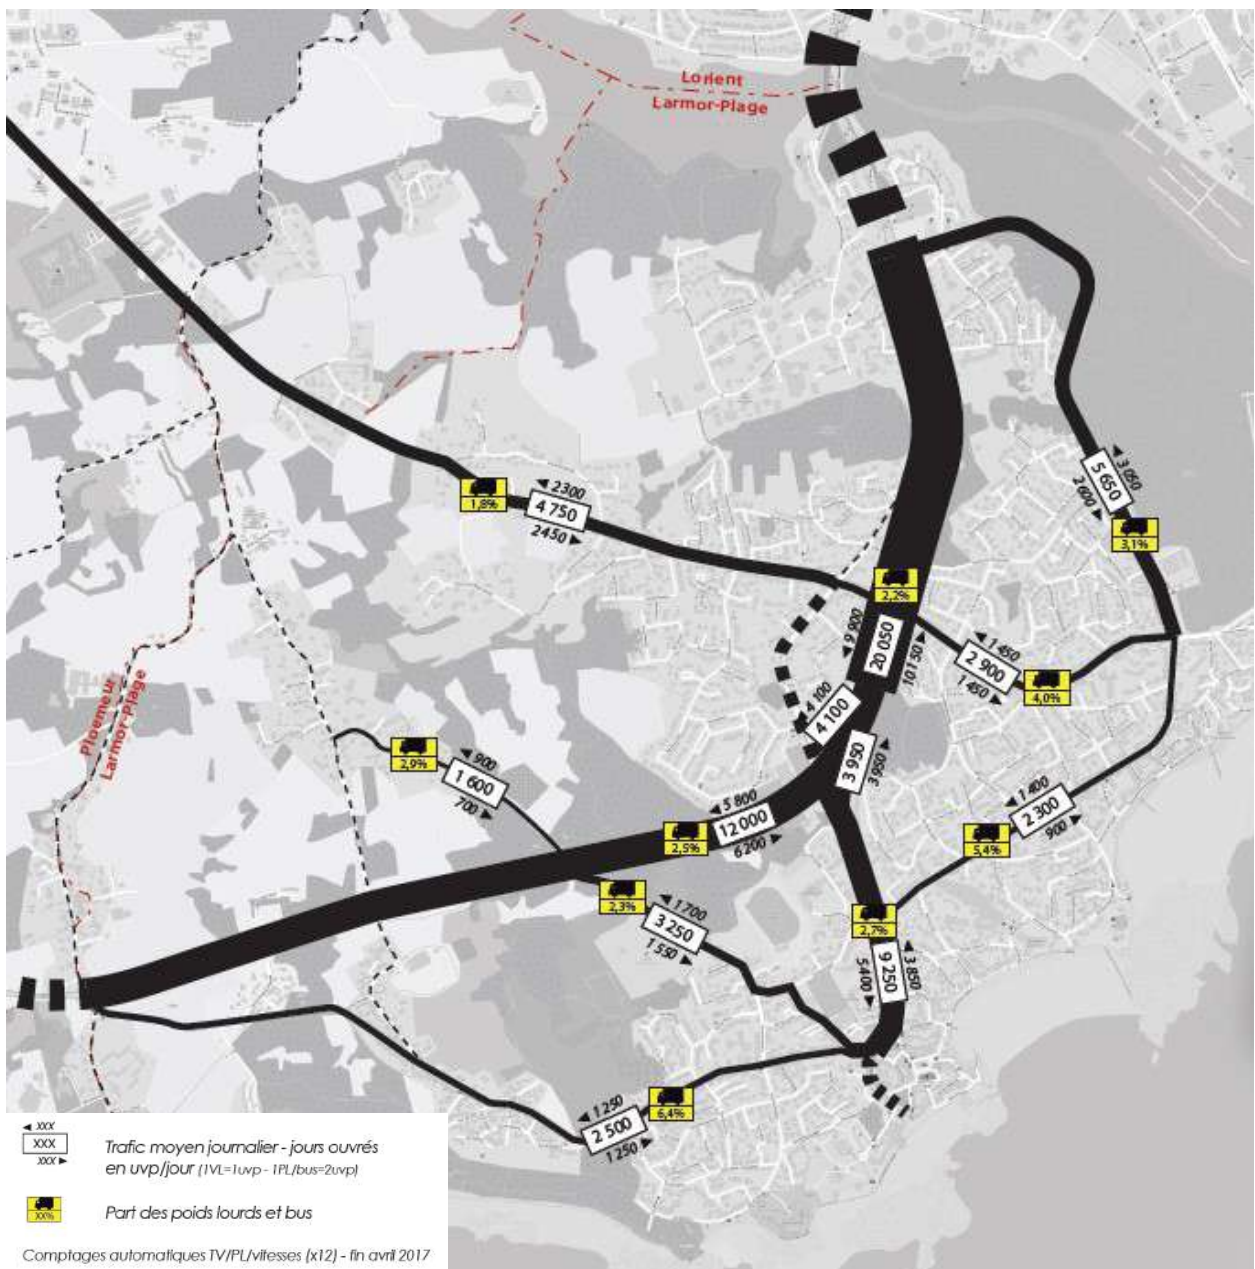 Lorient
Larmor-Plage
◄ 3 050
5 650
2 600 ►
3,1%
1,8%
◄ 2300
4 750
2450 ►
2,2%
◄ 9 900
20 050
10 150 ►
◄ 1 450
2 900
1 450 ►
4,0%
Ploemeur
Larmor-Plage
◄ 4 100
4 100
3 950
3 950 ►
2,9%
◄ 900
1 600
700 ►
◄ 5 800
12 000
6 200 ►
2,5%
◄ 1 400
2 300
900 ►
5,4%
2,3%
◄ 1 700
3 250
1 550 ►
2,7%
◄ 3 850
9 250
5400 ►
◄ 1 250
2 500
1 250 ►
6,4%
◄ XXX
XXX
XXX ►
Trafic moyen journalier - jours ouvrés
en uvp/jour (1VL=1uvp - 1PL/bus=2uvp)
XX%
Part des poids lourds et bus
Comptages automatiques TV/PL/vitesses (x12) - fin avril 2017